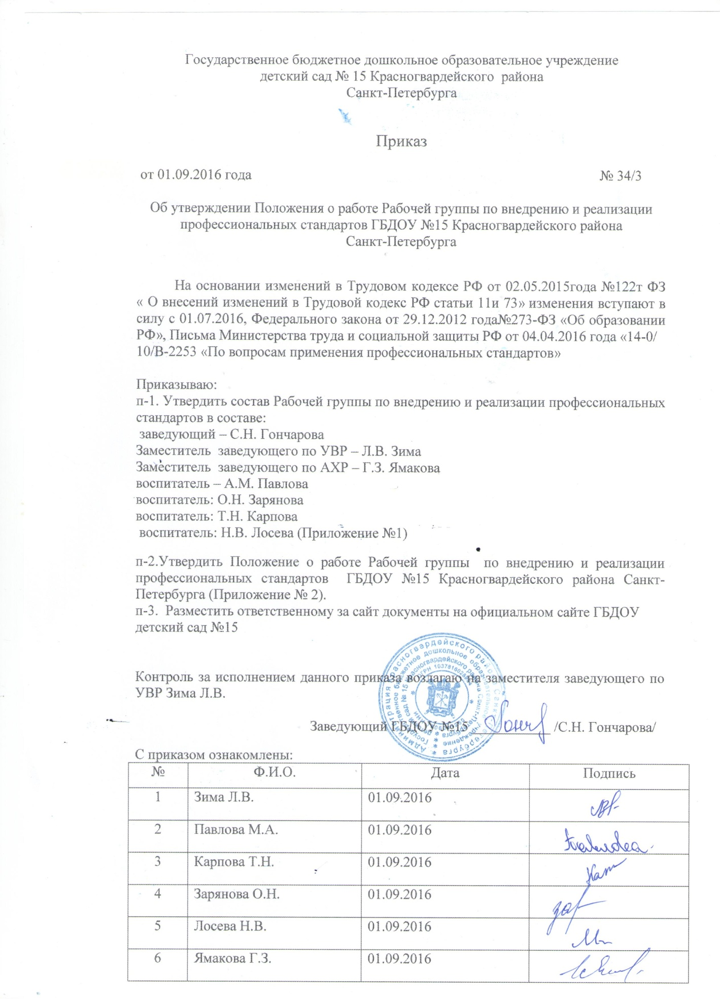 Государственное бюджетное дошкольное образовательное учреждение
детский сад № 15 Красногвардейского района
Санкт-Петербурга
Приказ
от 01.09.2016 года № 34/3
Об утверждении Положения о работе Рабочей группы по внедрению и реализации
профессиональных стандартов ГБДОУ №15 Красногвардейского района
Санкт-Петербурга
На основании изменений в Трудовом кодексе РФ от 02.05.2015года №122т ФЗ
« О внесений изменений в Трудовой кодекс РФ статьи 11и 73» изменения вступают в
силу с 01.07.2016, Федерального закона от 29.12.2012 года№273-ФЗ «Об образовании
РФ», Письма Министерства труда и социальной защиты РФ от 04.04.2016 года «14-0/
10/В-2253 «По вопросам применения профессиональных стандартов»
Приказываю:
п-1. Утвердить состав Рабочей группы по внедрению и реализации профессиональных
стандартов в составе:
заведующий – С.Н. Гончарова
Заместитель заведующего по УВР – Л.В. Зима
Заместитель заведующего по АХР – Г.З. Ямакова
воспитатель – А.М. Павлова
воспитатель: О.Н. Зарянова
воспитатель: Т.Н. Карпова
воспитатель: Н.В. Лосева (Приложение №1)
п-2.Утвердить Положение о работе Рабочей группы по внедрению и реализации
профессиональных стандартов ГБДОУ №15 Красногвардейского района Санкт-
Петербурга (Приложение № 2).
п-3. Разместить ответственному за сайт документы на официальном сайте ГБДОУ
детский сад №15
Контроль за исполнением данного приказа возлагаю на заместителя заведующего по
УВР Зима Л.В.
Заведующий ГБДОУ №15 ___________ /С.Н. Гончарова/
С приказом ознакомлены:
№ Ф.И.О. Дата Подпись
1 Зима Л.В. 01.09.2016
2 Павлова М.А. 01.09.2016
3 Карпова Т.Н. 01.09.2016
4 Зарянова О.Н. 01.09.2016
5 Лосева Н.В. 01.09.2016
6 Ямакова Г.З. 01.09.2016